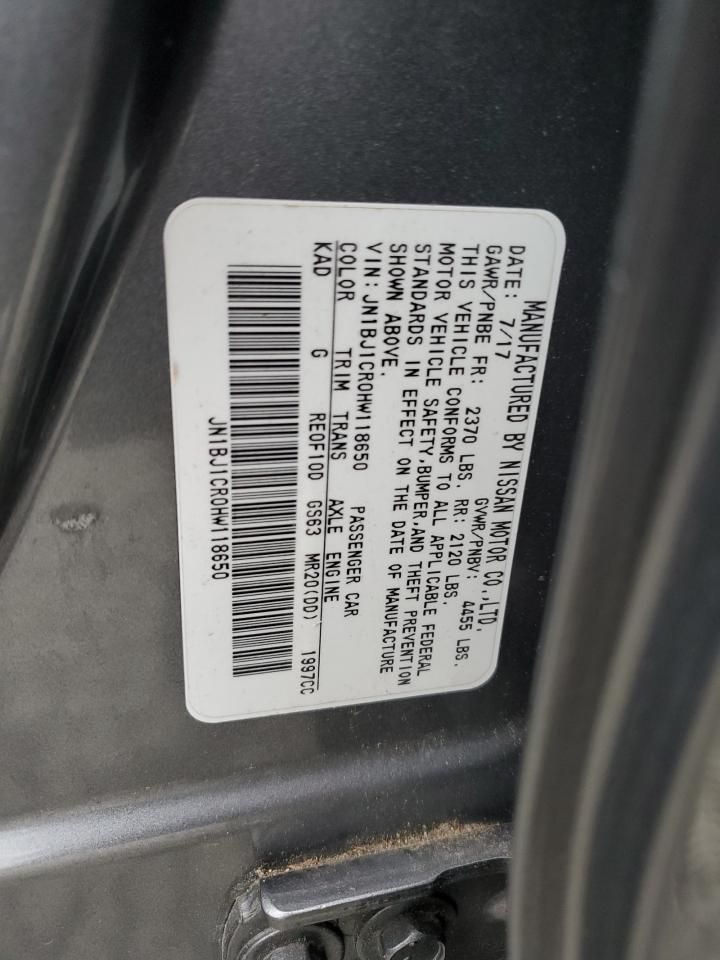 MANUFACTURED BY NISSAN MOTOR CO.,LTD.
DATE: 7/17 GVWR/PNBV: 4455 LBS.
GAWR/PNBE FR: 2370 LBS. RR: 2120 LBS.
THIS VEHICLE CONFORMS TO ALL APPLICABLE FEDERAL
MOTOR VEHICLE SAFETY,BUMPER,AND THEFT PREVENTION
STANDARDS IN EFFECT ON THE DATE OF MANUFACTURE
SHOWN ABOVE.
VIN: JN1BJ1CR0HW118650 PASSENGER CAR
COLOR TRIM TRANS AXLE ENGINE
KAD G RE0F10D GS63 MR20(DD) 1997CC
JN1BJ1CR0HW118650